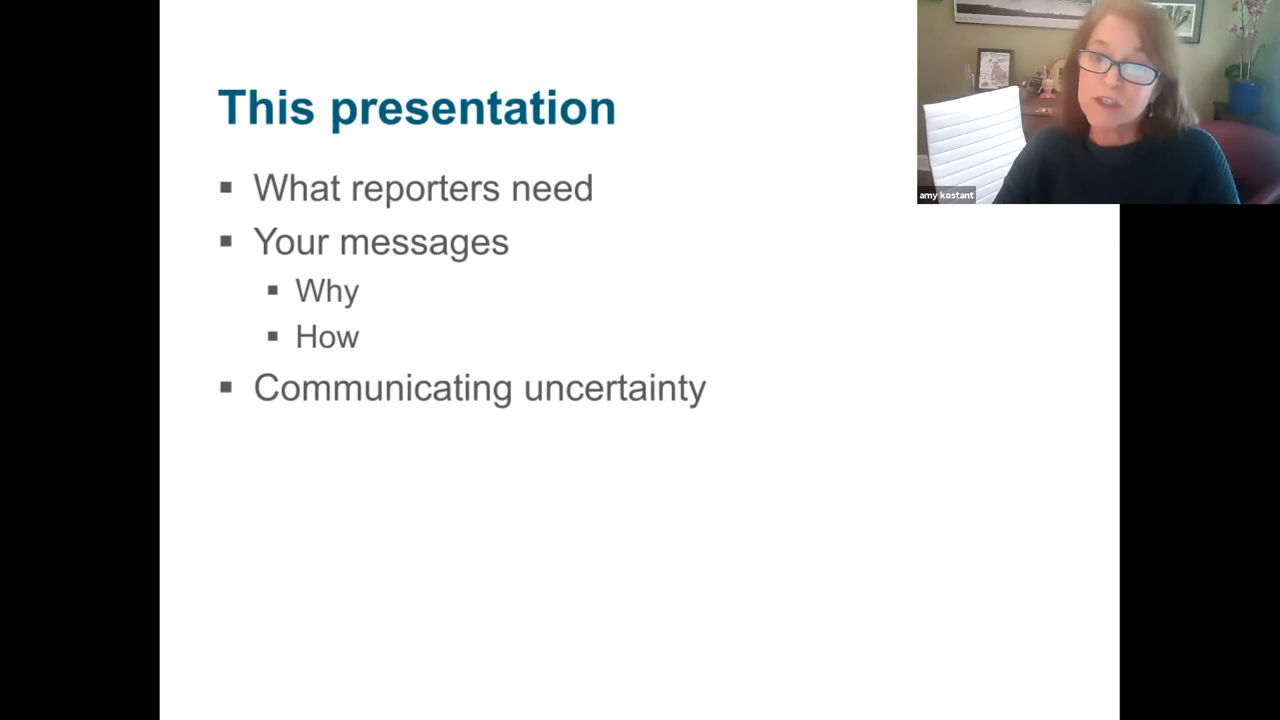 This presentation
▪ What reporters need
▪ Your messages
▪ Why
▪ How
▪ Communicating uncertainty
amy kostant